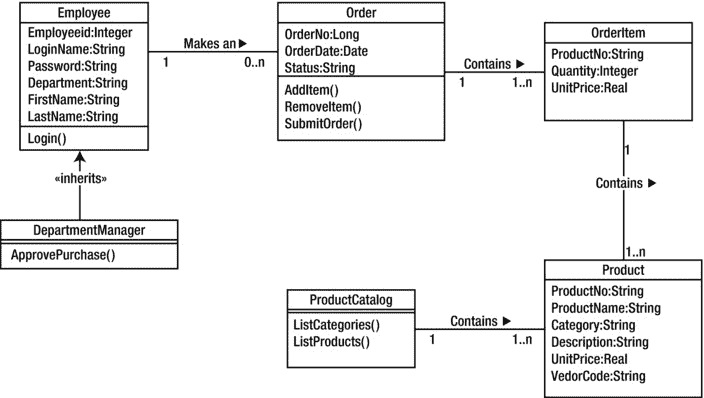 Employee
Employeeid:Integer
LoginName:String
Password:String
Department:String
FirstName:String
LastName:String
Login()
Makes an ▶
1
0..n
Order
OrderNo:Long
OrderDate:Date
Status:String
AddItem()
RemoveItem()
SubmitOrder()
Contains ▶
1
1..n
OrderItem
ProductNo:String
Quantity:Integer
UnitPrice:Real
«inherits»
DepartmentManager
ApprovePurchase()
1
Contains ▶
1..n
ProductCatalog
ListCategories()
ListProducts()
Contains ▶
1
1..n
Product
ProductNo:String
ProductName:String
Category:String
Description:String
UnitPrice:Real
VedorCode:String